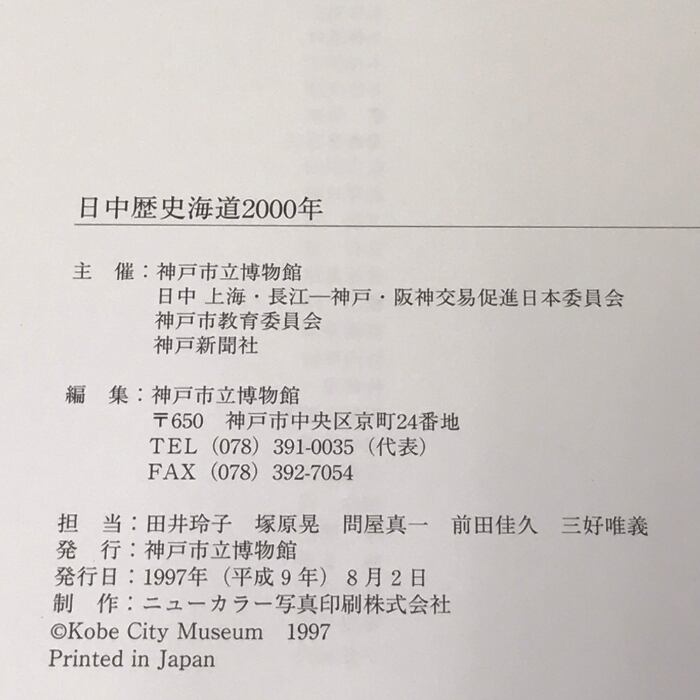 日中歴史海道2000年
主　催：神戸市立博物館
日中 上海・長江—神戸・阪神交易促進日本委員会
神戸市教育委員会
神戸新聞社
編　集：神戸市立博物館
〒650　神戸市中央区京町24番地
TEL（078）391-0035（代表）
FAX（078）392-7054
担　当：田井玲子　塚原晃　問屋真一　前田佳久　三好唯義
発　行：神戸市立博物館
発行日：1997年（平成９年）８月２日
制　作：ニューカラー写真印刷株式会社
©Kobe City Museum　1997
Printed in Japan